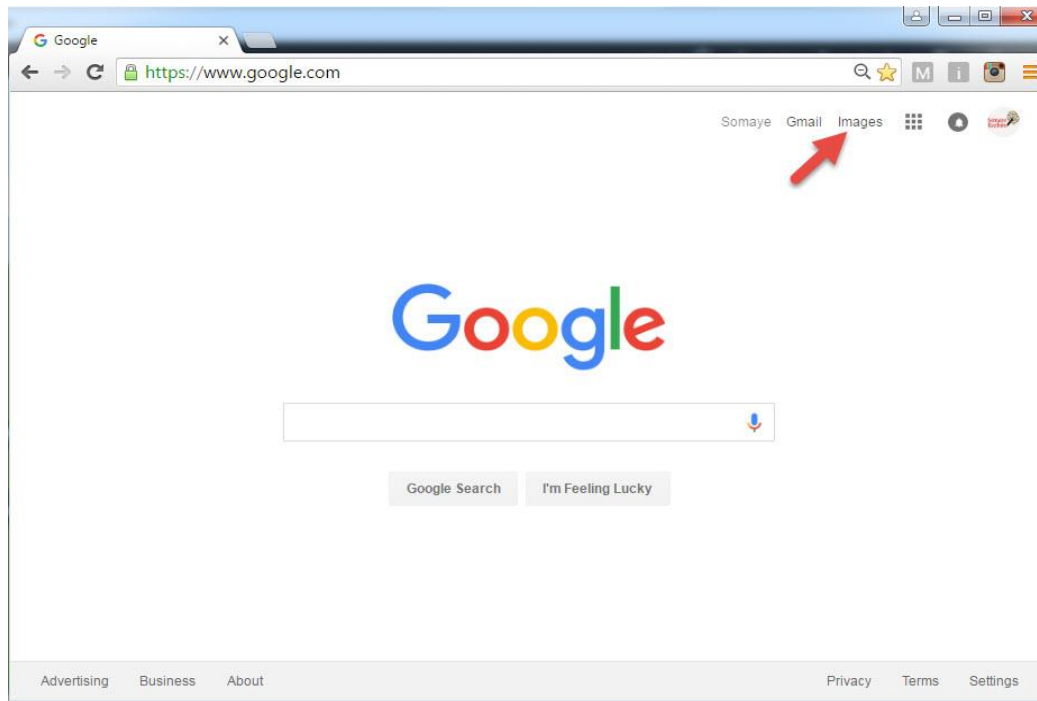 Google
https://www.google.com
Somaye Gmail Images
Google
Google Search I'm Feeling Lucky
Advertising Business About Privacy Terms Settings